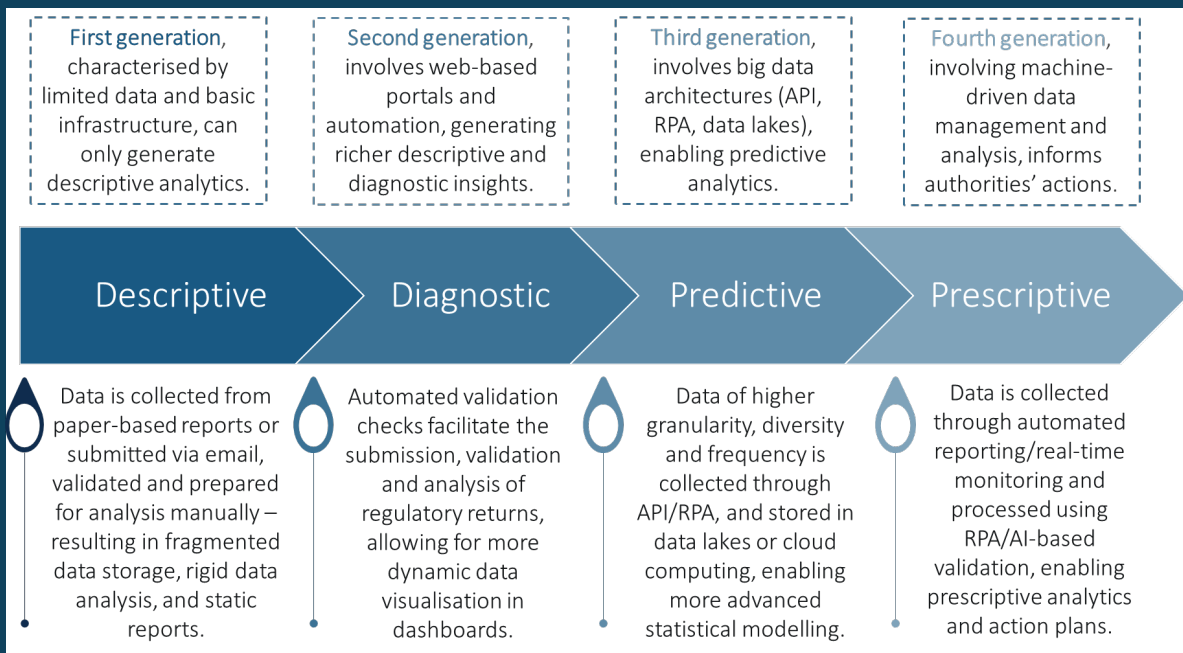 First generation,
characterised by
limited data and basic
infrastructure, can
only generate
descriptive analytics.
Second generation,
involves web-based
portals and
automation, generating
richer descriptive and
diagnostic insights.
Third generation,
involves big data
architectures (API,
RPA, data lakes),
enabling predictive
analytics.
Fourth generation,
involving machine-
driven data
management and
analysis, informs
authorities’ actions.
Descriptive
Diagnostic
Predictive
Prescriptive
Data is collected from
paper-based reports or
submitted via email,
validated and prepared
for analysis manually –
resulting in fragmented
data storage, rigid data
analysis, and static
reports.
Automated validation
checks facilitate the
submission, validation
and analysis of
regulatory returns,
allowing for more
dynamic data
visualisation in
dashboards.
Data of higher
granularity, diversity
and frequency is
collected through
API/RPA, and stored in
data lakes or cloud
computing, enabling
more advanced
statistical modelling.
Data is collected
through automated
reporting/real-time
monitoring and
processed using
RPA/AI-based
validation, enabling
prescriptive analytics
and action plans.